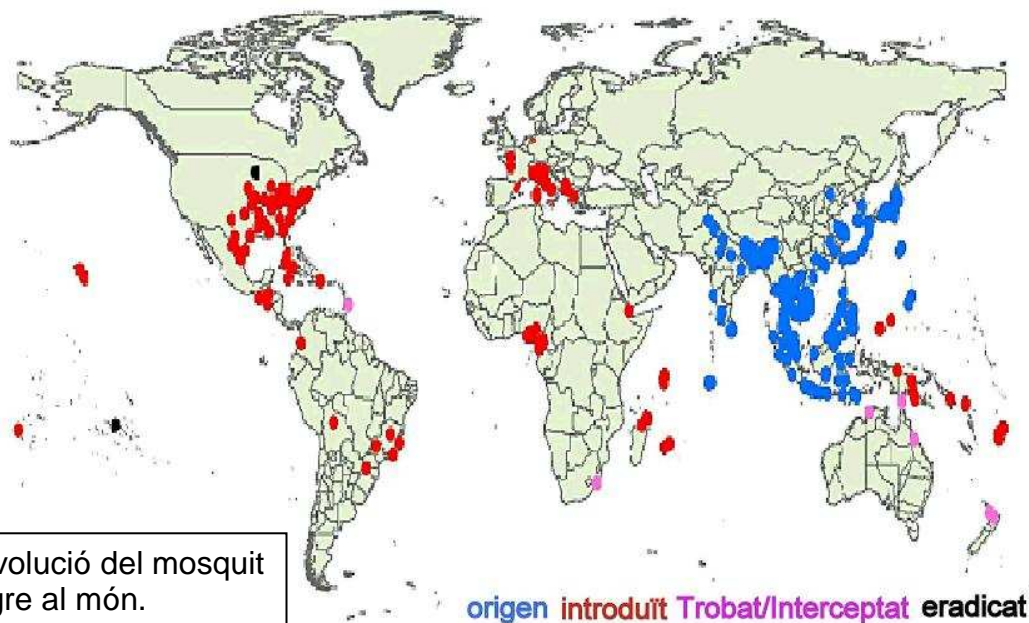 volució del mosquit
gre al món.
origen introduït Trobat/Interceptat eradicat